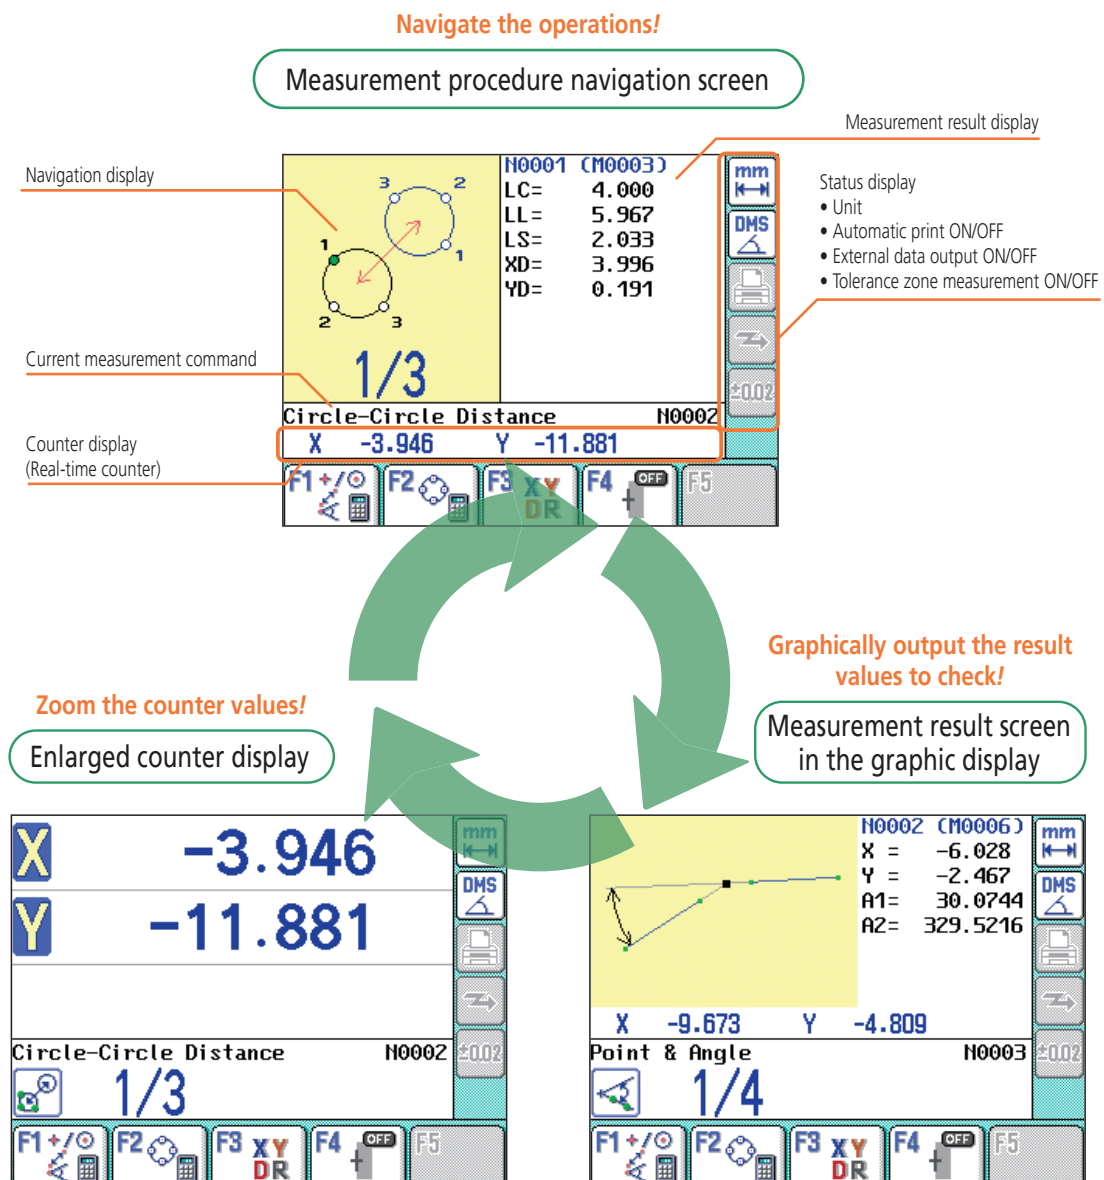 Navigate the operations!
Measurement procedure navigation screen
Measurement result display
Navigation display
Status display
• Unit
• Automatic print ON/OFF
• External data output ON/OFF
• Tolerance zone measurement ON/OFF
Current measurement command
Counter display
(Real-time counter)
3 2
1 1
2 3
1/3
N0001 (M0003)
LC= 4.000
LL= 5.967
LS= 2.033
XD= 3.996
YD= 0.191
mm
DMS
±0.02
Circle-Circle Distance N0002
X -3.946 Y -11.881
F1 +/ F2 F3 XY DR F4 OFF F5
Graphically output the result
values to check!
Measurement result screen
in the graphic display
Zoom the counter values!
Enlarged counter display
X -3.946
Y -11.881
mm
DMS
±0.02
Circle-Circle Distance N0002
1/3
F1 +/ F2 F3 XY DR F4 OFF F5
N0002 (M0006)
X = -6.028
Y = -2.467
A1= 30.0744
A2= 329.5216
mm
DMS
±0.02
X -9.673 Y -4.809
Point & Angle N0003
1/4
F1 +/ F2 F3 XY DR F4 OFF F5